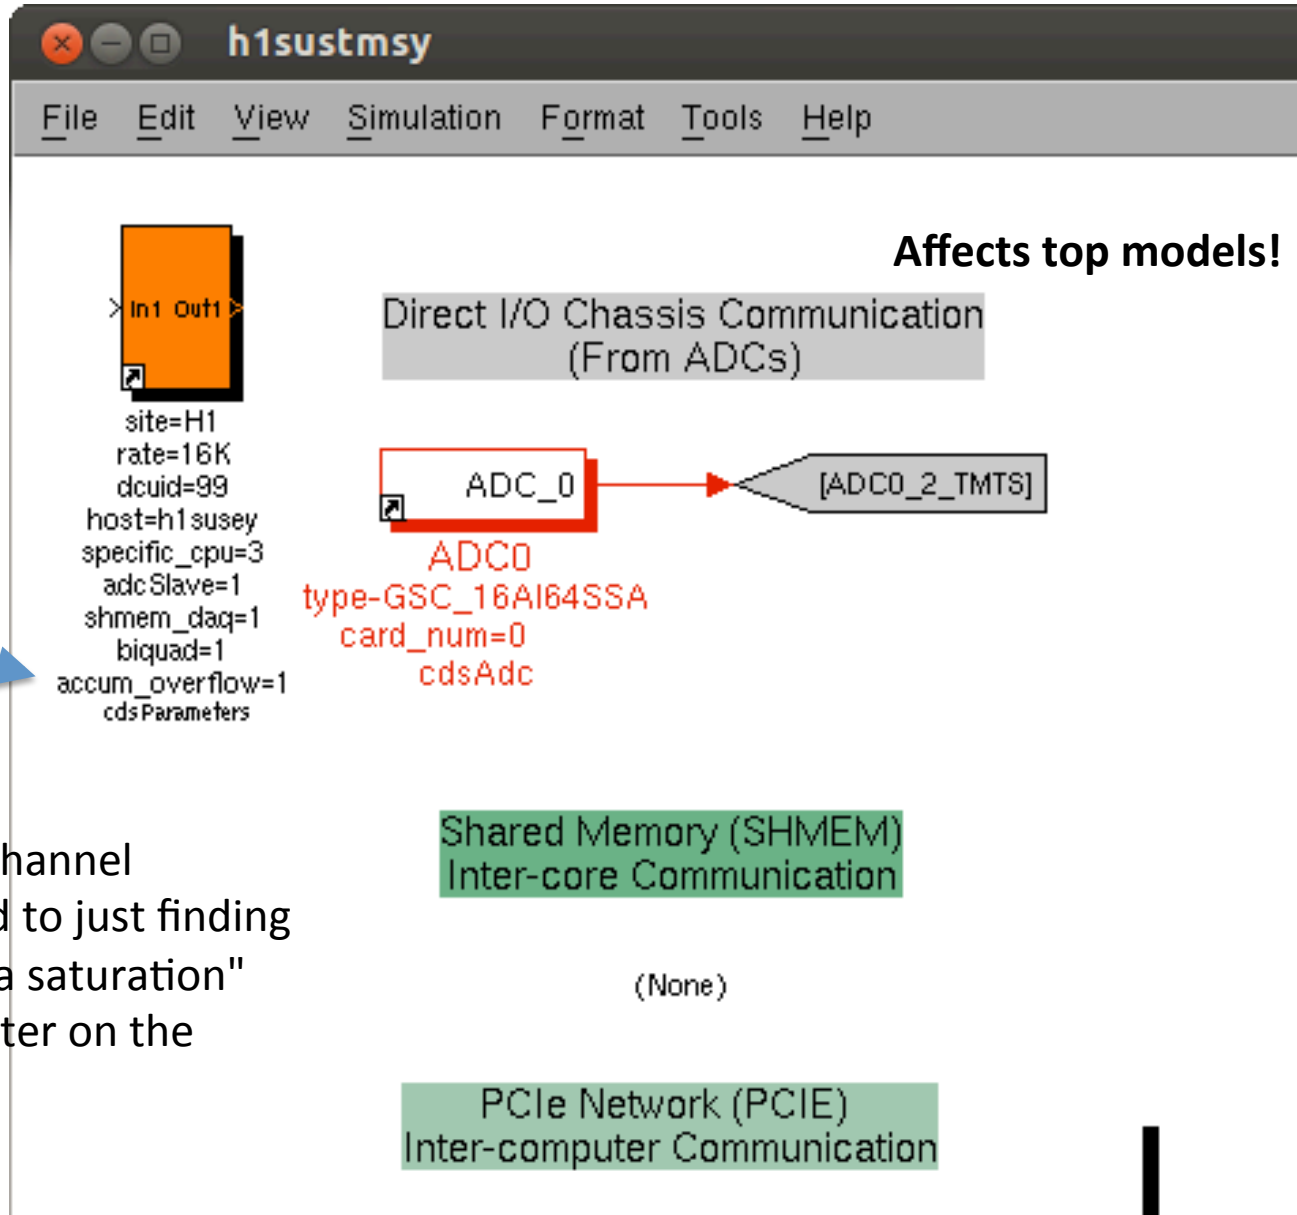 h1sustmsy
File Edit View Simulation Format Tools Help
Affects top models!
In1 Out1
Direct I/O Chassis Communication
(From ADCs)
site=H1
rate=16K
dcuid=99
host=h1susey
specific_cpu=3
adcSlave=1
shmem_daq=1
biquad=1
accum_overflow=1
cdsParameters
ADC_0
[ADC0_2_TMTS]
ADC0
type-GSC_16AI64SSA
card_num=0
cdsAdc
Shared Memory (SHMEM)
Inter-core Communication
hannel
d to just finding
a saturation"
ter on the
(None)
PCIe Network (PCIE)
Inter-computer Communication